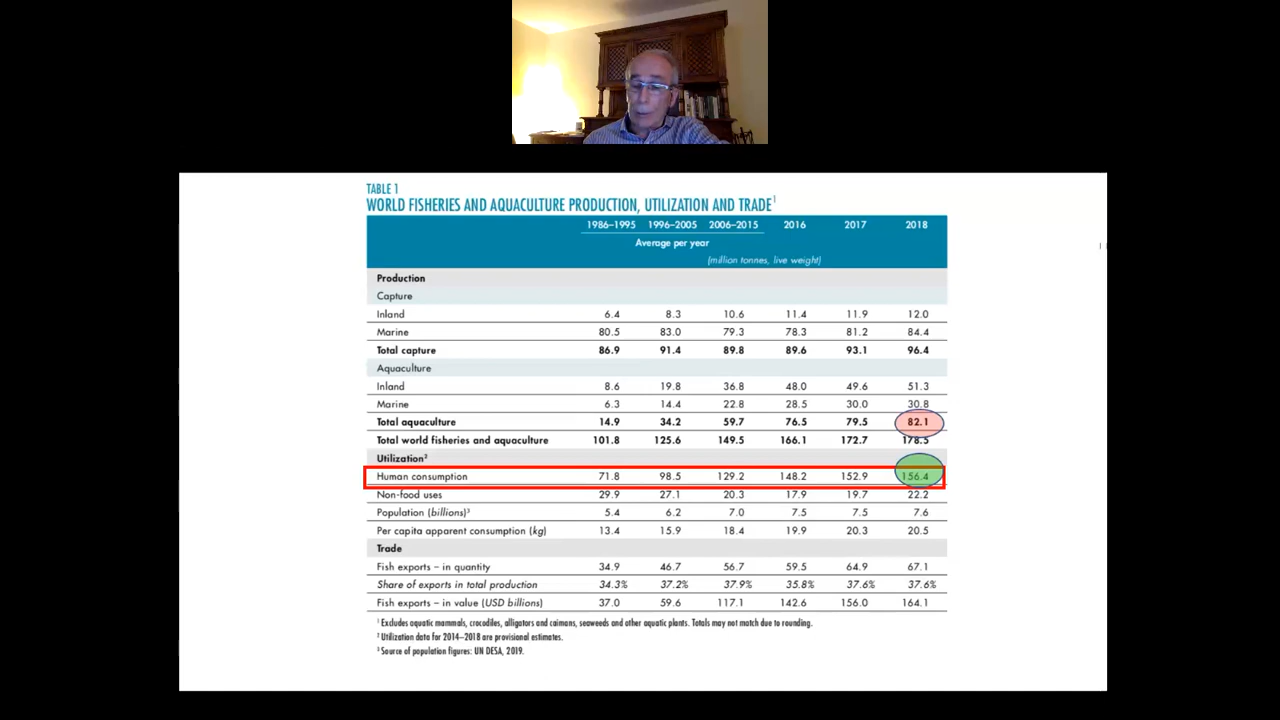 TABLE 1
WORLD FISHERIES AND AQUACULTURE PRODUCTION, UTILIZATION AND TRADE¹
1986–1995 1996–2005 2006–2015 2016 2017 2018
Average per year
(million tonnes, live weight)
Production
Capture
Inland 6.4 8.3 10.6 11.4 11.9 12.0
Marine 80.5 83.0 79.3 78.3 81.2 84.4
Total capture 86.9 91.4 89.8 89.6 93.1 96.4
Aquaculture
Inland 8.6 19.8 36.8 48.0 49.6 51.3
Marine 6.3 14.4 22.8 28.5 30.0 30.8
Total aquaculture 14.9 34.2 59.7 76.5 79.5 82.1
Total world fisheries and aquaculture 101.8 125.6 149.5 166.1 172.7 178.5
Utilization²
Human consumption 71.8 98.5 129.2 148.2 152.9 156.4
Non-food uses 29.9 27.1 20.3 17.9 19.7 22.2
Population (billions)³ 5.4 6.2 7.0 7.5 7.5 7.6
Per capita apparent consumption (kg) 13.4 15.9 18.4 19.9 20.3 20.5
Trade
Fish exports – in quantity 34.9 46.7 56.7 59.5 64.9 67.1
Share of exports in total production 34.3% 37.2% 37.9% 35.8% 37.6% 37.6%
Fish exports – in value (USD billions) 37.0 59.6 117.1 142.6 156.0 164.1
¹ Excludes aquatic mammals, crocodiles, alligators and caimans, seaweeds and other aquatic plants. Totals may not match due to rounding.
² Utilization data for 2014–2018 are provisional estimates.
³ Source of population figures: UN DESA, 2019.